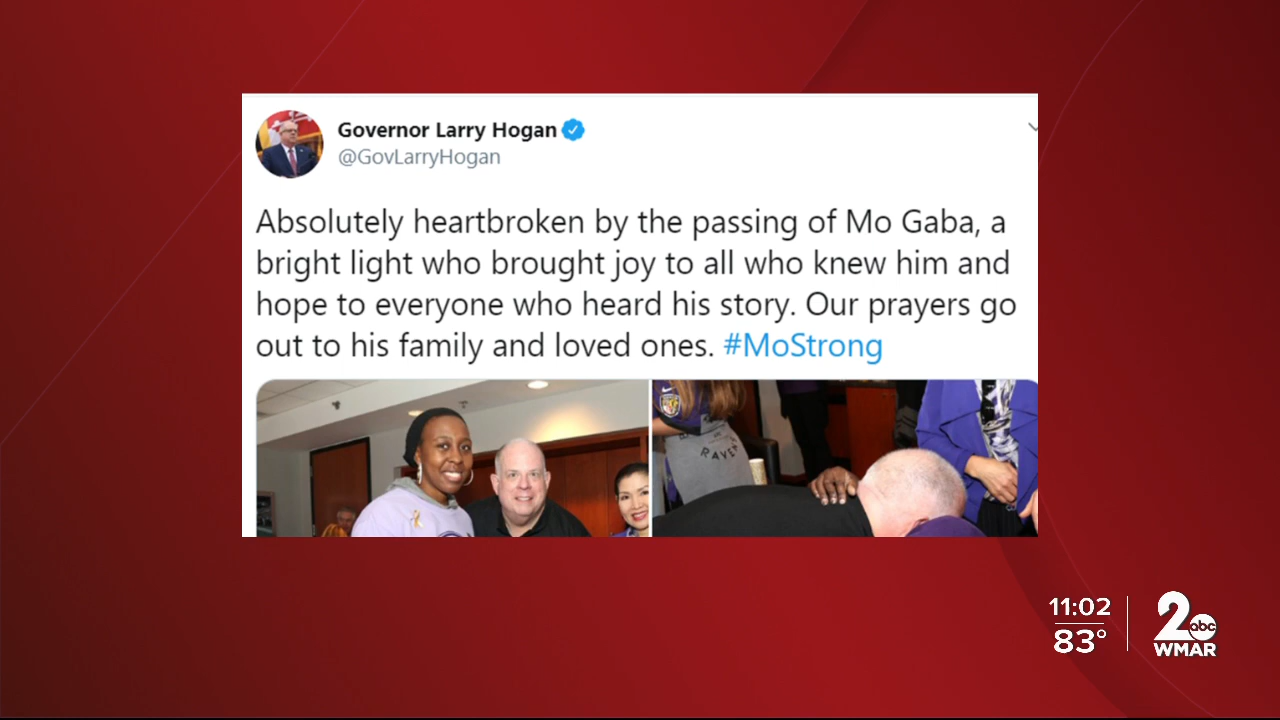 Governor Larry Hogan
@GovLarryHogan
Absolutely heartbroken by the passing of Mo Gaba, a
bright light who brought joy to all who knew him and
hope to everyone who heard his story. Our prayers go
out to his family and loved ones. #MoStrong
RAVE
11:02
83°
2
abc
WMAR